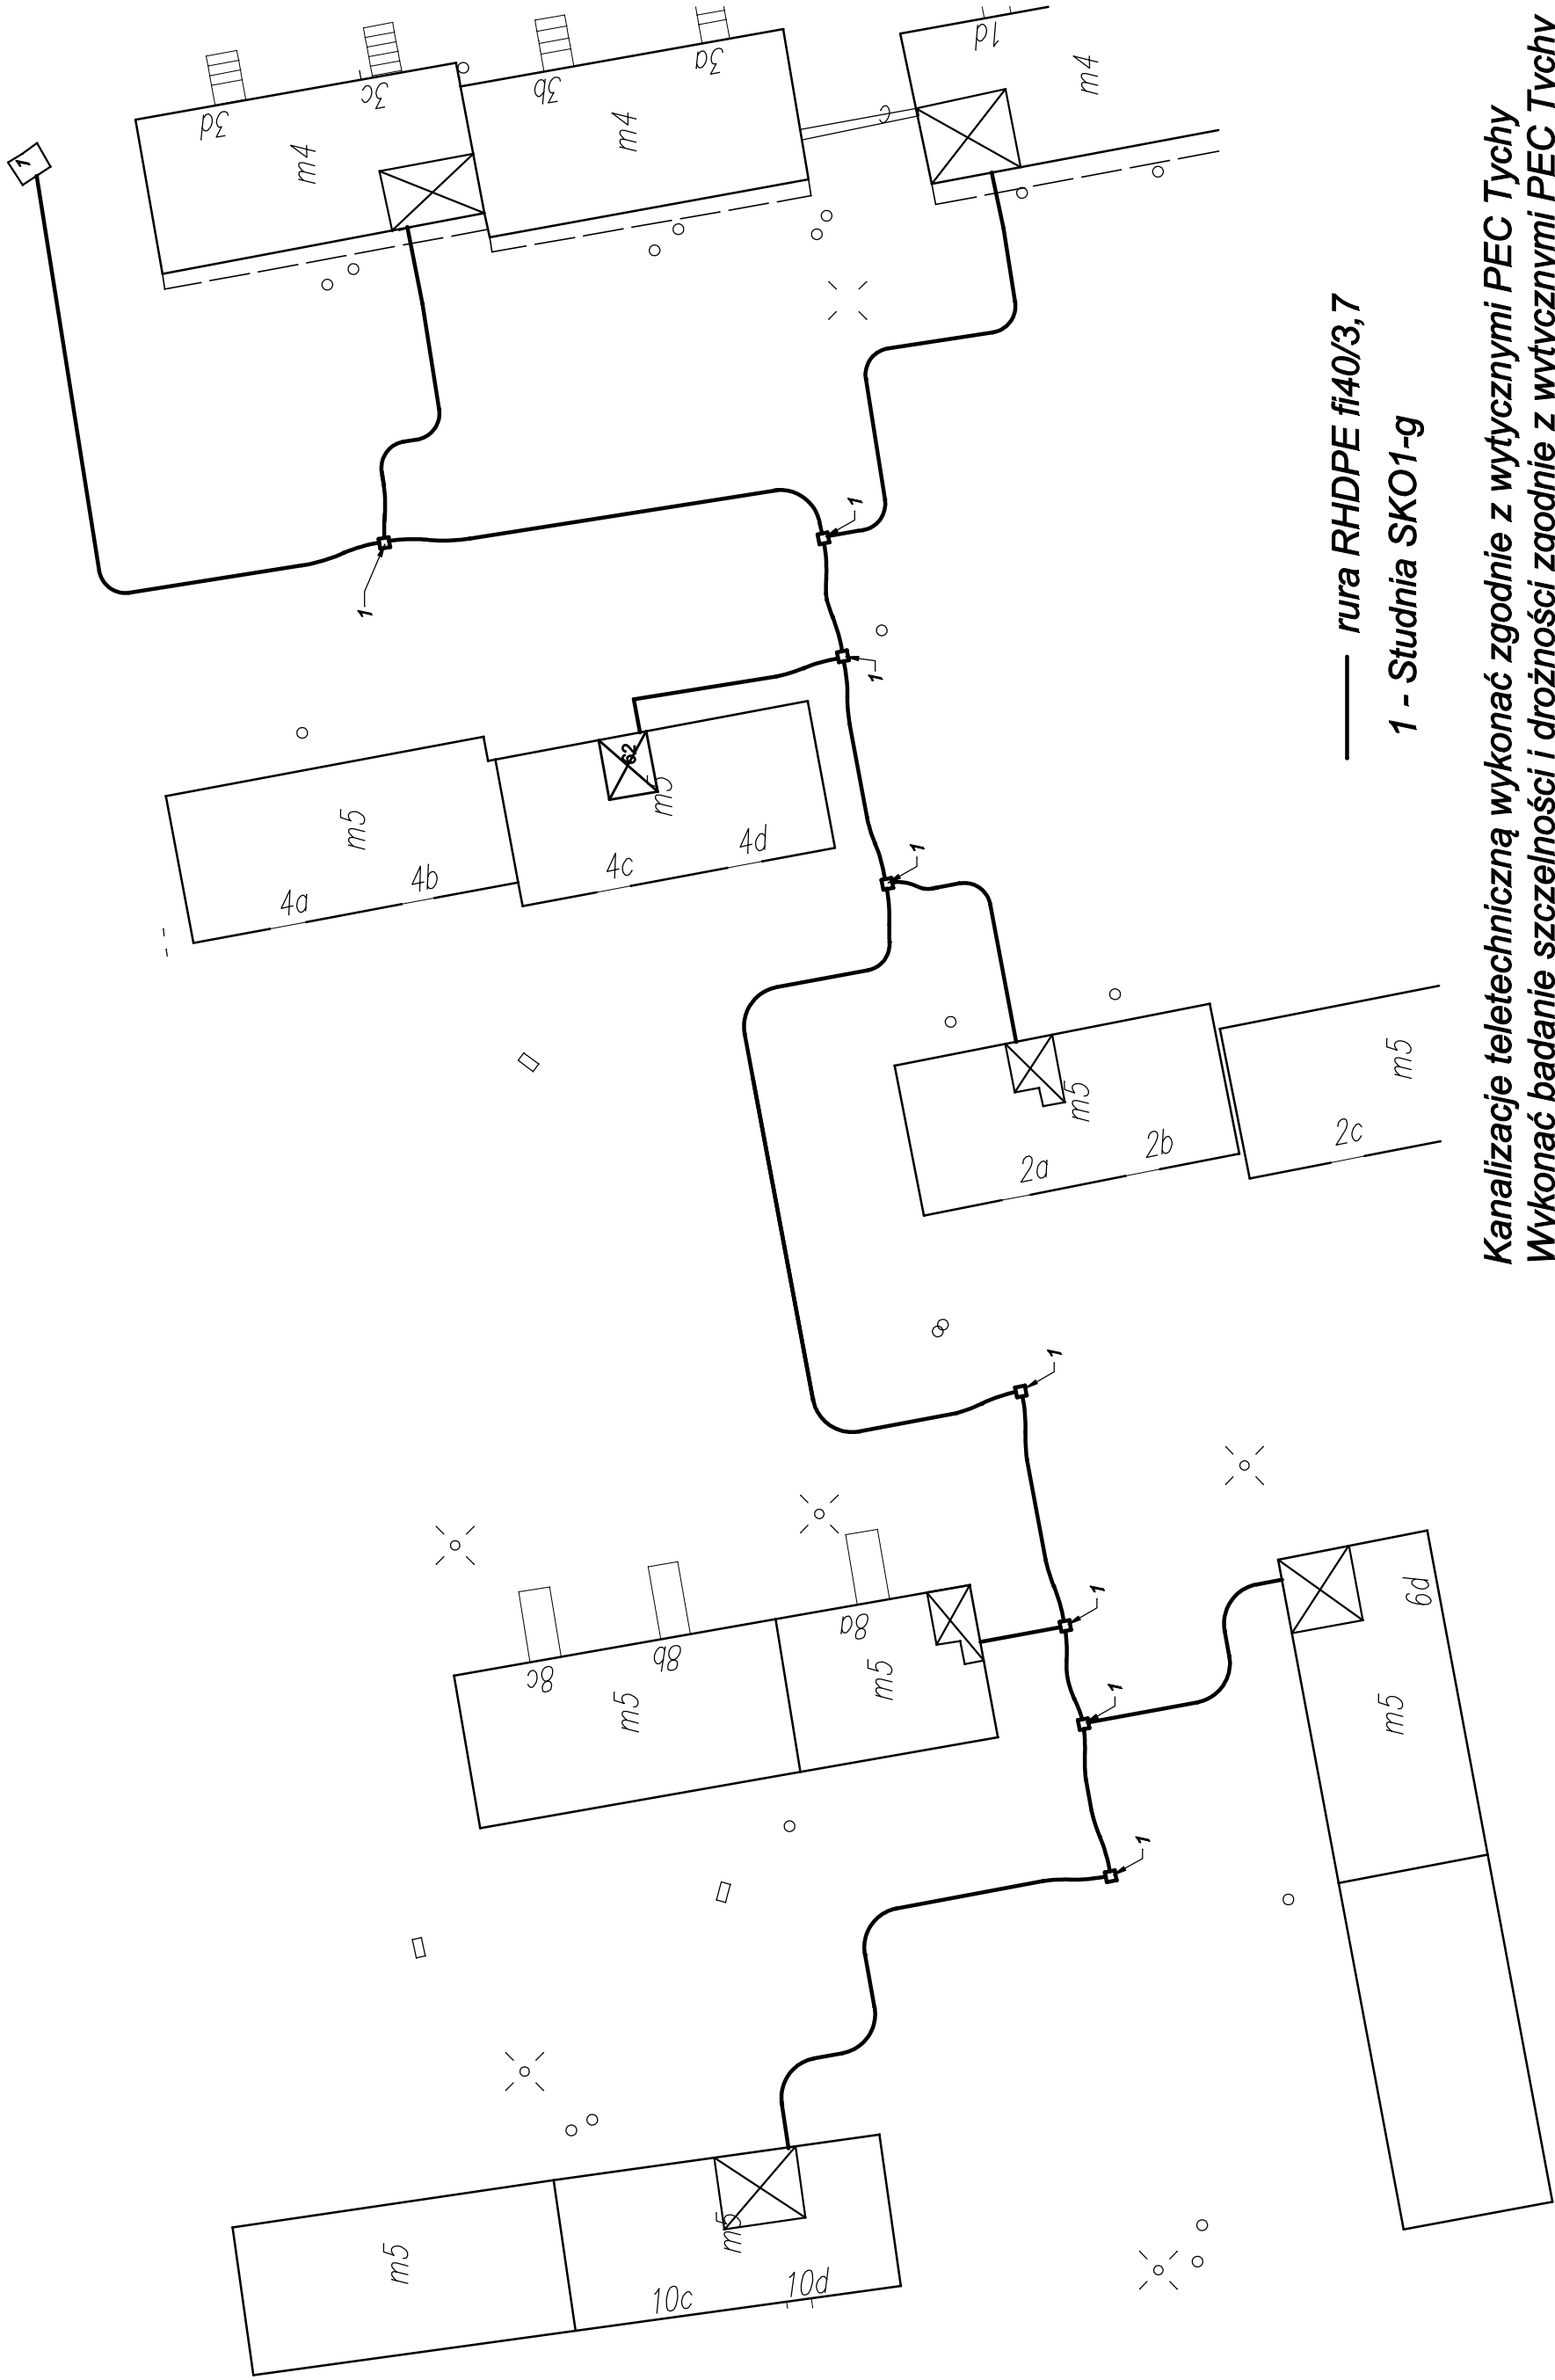 1
3d
3c
3b
3a
1d
m4
m4
m4
c
1
1
1
62
m5
4a
4b
4c
4d
1
m5
m5
2a
2b
2c
1
8c
8b
8a
m5
m5
1
1
1
6d
m5
m5
10c
10d
rura RHDPE fi40/3,7
1 - Studnia SKO1-g
Kanalizacje teletechniczną wykonać zgodnie z wytycznymi PEC Tychy
Wykonać badanie szczelności i drożności zgodnie z wytycznymi PEC Tychy